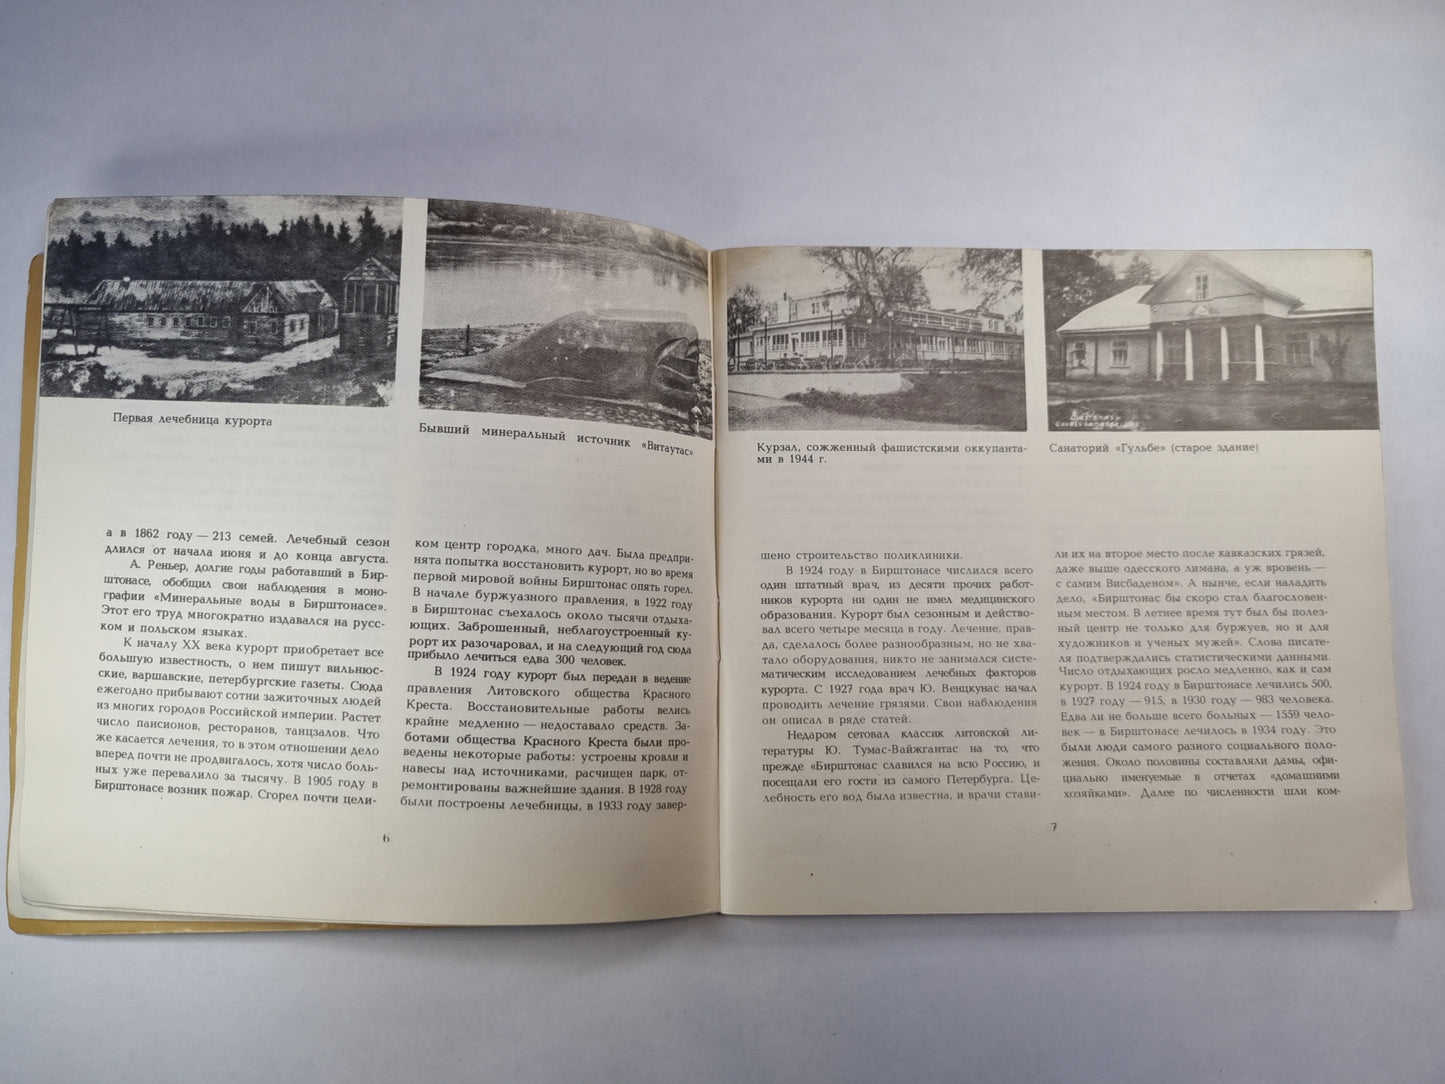 Первая лечебница курорта
Бывший минеральный источник «Витаутас»
а в 1862 году — 213 семей. Лечебный сезон
длился от начала июня и до конца августа.
А. Реньер, долгие годы работавший в Бир-
штонасе, обобщил свои наблюдения в моно-
графии «Минеральные воды в Бирштонасе».
Этот его труд многократно издавался на русс-
ком и польском языках.
К началу XX века курорт приобретает все
большую известность, о нем пишут вильнюс-
ские, варшавские, петербургские газеты. Сюда
ежегодно прибывают сотни зажиточных людей
из многих городов Российской империи. Растет
число пансионов, ресторанов, танцзалов. Что
же касается лечения, то в этом отношении дело
вперед почти не продвигалось, хотя число боль-
ных уже перевалило за тысячу. В 1905 году в
Бирштонасе возник пожар. Сгорел почти цели-
ком центр городка, много дач. Была предпри-
нята попытка восстановить курорт, но во время
первой мировой войны Бирштонас опять горел.
В начале буржуазного правления, в 1922 году
в Бирштонас съехалось около тысячи отдыха-
ющих. Заброшенный, неблагоустроенный ку-
рорт их разочаровал, и на следующий год сюда
прибыло лечиться едва 300 человек.
В 1924 году курорт был передан в ведение
правления Литовского общества Красного
Креста. Восстановительные работы велись
крайне медленно — недоставало средств. За-
ботами общества Красного Креста были про-
ведены некоторые работы: устроены кровли и
навесы над источниками, расчищен парк, от-
ремонтированы важнейшие здания. В 1928 году
были построены лечебницы, в 1933 году завер-
6
Курзал, сожженный фашистскими оккупанта-
ми в 1944 г.
Санаторий «Гульбе» (старое здание)
шено строительство поликлиники.
В 1924 году в Бирштонасе числился всего
один штатный врач, из десяти прочих работ-
ников курорта ни один не имел медицинского
образования. Курорт был сезонным и действо-
вал всего четыре месяца в году. Лечение, прав-
да, сделалось более разнообразным, но не хва-
тало оборудования, никто не занимался систе-
матическим исследованием лечебных факторов
курорта. С 1927 года врач Ю. Венцкунас начал
проводить лечение грязями. Свои наблюдения
он описал в ряде статей.
Недаром сетовал классик литовской ли-
тературы Ю. Тумас-Вайжгантас на то, что
прежде «Бирштонас славился на всю Россию, и
посещали его гости из самого Петербурга. Це-
лебность его вод была известна, и врачи стави-
ли их на второе место после кавказских грязей,
даже выше одесского лимана, а уж вровень —
с самим Висбаденом». А нынче, если наладить
дело, «Бирштонас бы скоро стал благословен-
ным местом. В летнее время тут был бы полез-
ный центр не только для буржуев, но и для
художников и ученых мужей». Слова писате-
ля подтверждались статистическими данными.
Число отдыхающих росло медленно, как и сам
курорт. В 1924 году в Бирштонасе лечились 500,
в 1927 году — 915, в 1930 году — 983 человека.
Едва ли не больше всего больных — 1559 чело-
век — в Бирштонасе лечилось в 1934 году. Это
были люди самого разного социального поло-
жения. Около половины составляли дамы, офи-
циально именуемые в отчетах «домашними
хозяйками». Далее по численности шли ком-
7